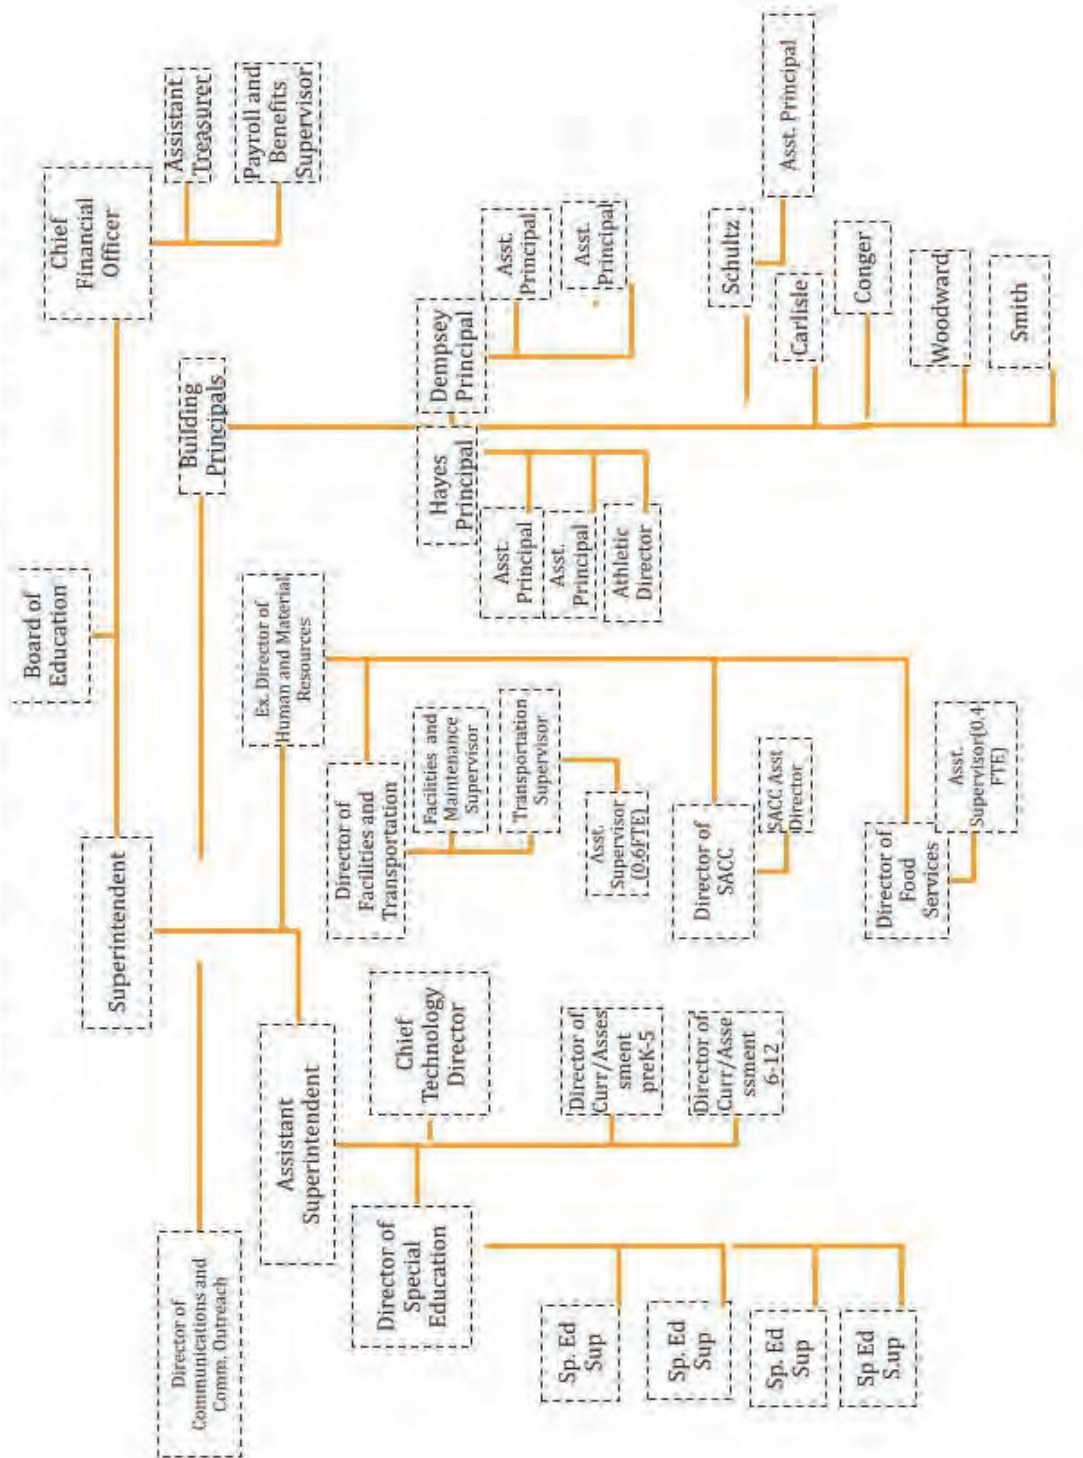 Board of
Education
Superintendent
Chief
Financial
Officer
Assistant
Treasurer
Payroll and
Benefits
Supervisor
Director of
Communications and
Comm. Outreach
Building
Principals
Assistant
Superintendent
Ex. Director of
Human and Material
Resources
Director of
Special
Education
Chief
Technology
Director
Director of
Curr/Asses
sment
preK-5
Director of
Curr/Asse
ssment
6-12
Sp. Ed
Sup
Sp. Ed
Sup
Sp. Ed
Sup
Sp Ed
S.up
Director of
Facilities and
Transportation
Facilities and
Maintenance
Supervisor
Transportation
Supervisor
Asst.
Supervisor
(0.6FTE)
Director of
SACC
SACC Asst
Director
Director of
Food
Services
Asst.
Supervisor(0.4
FTE)
Hayes
Principal
Asst.
Principal
Asst.
Principal
Athletic
Director
Dempsey
Principal
Asst.
Principal
Asst.
Principal
Schultz
Asst. Principal
Carlisle
Conger
Woodward
Smith